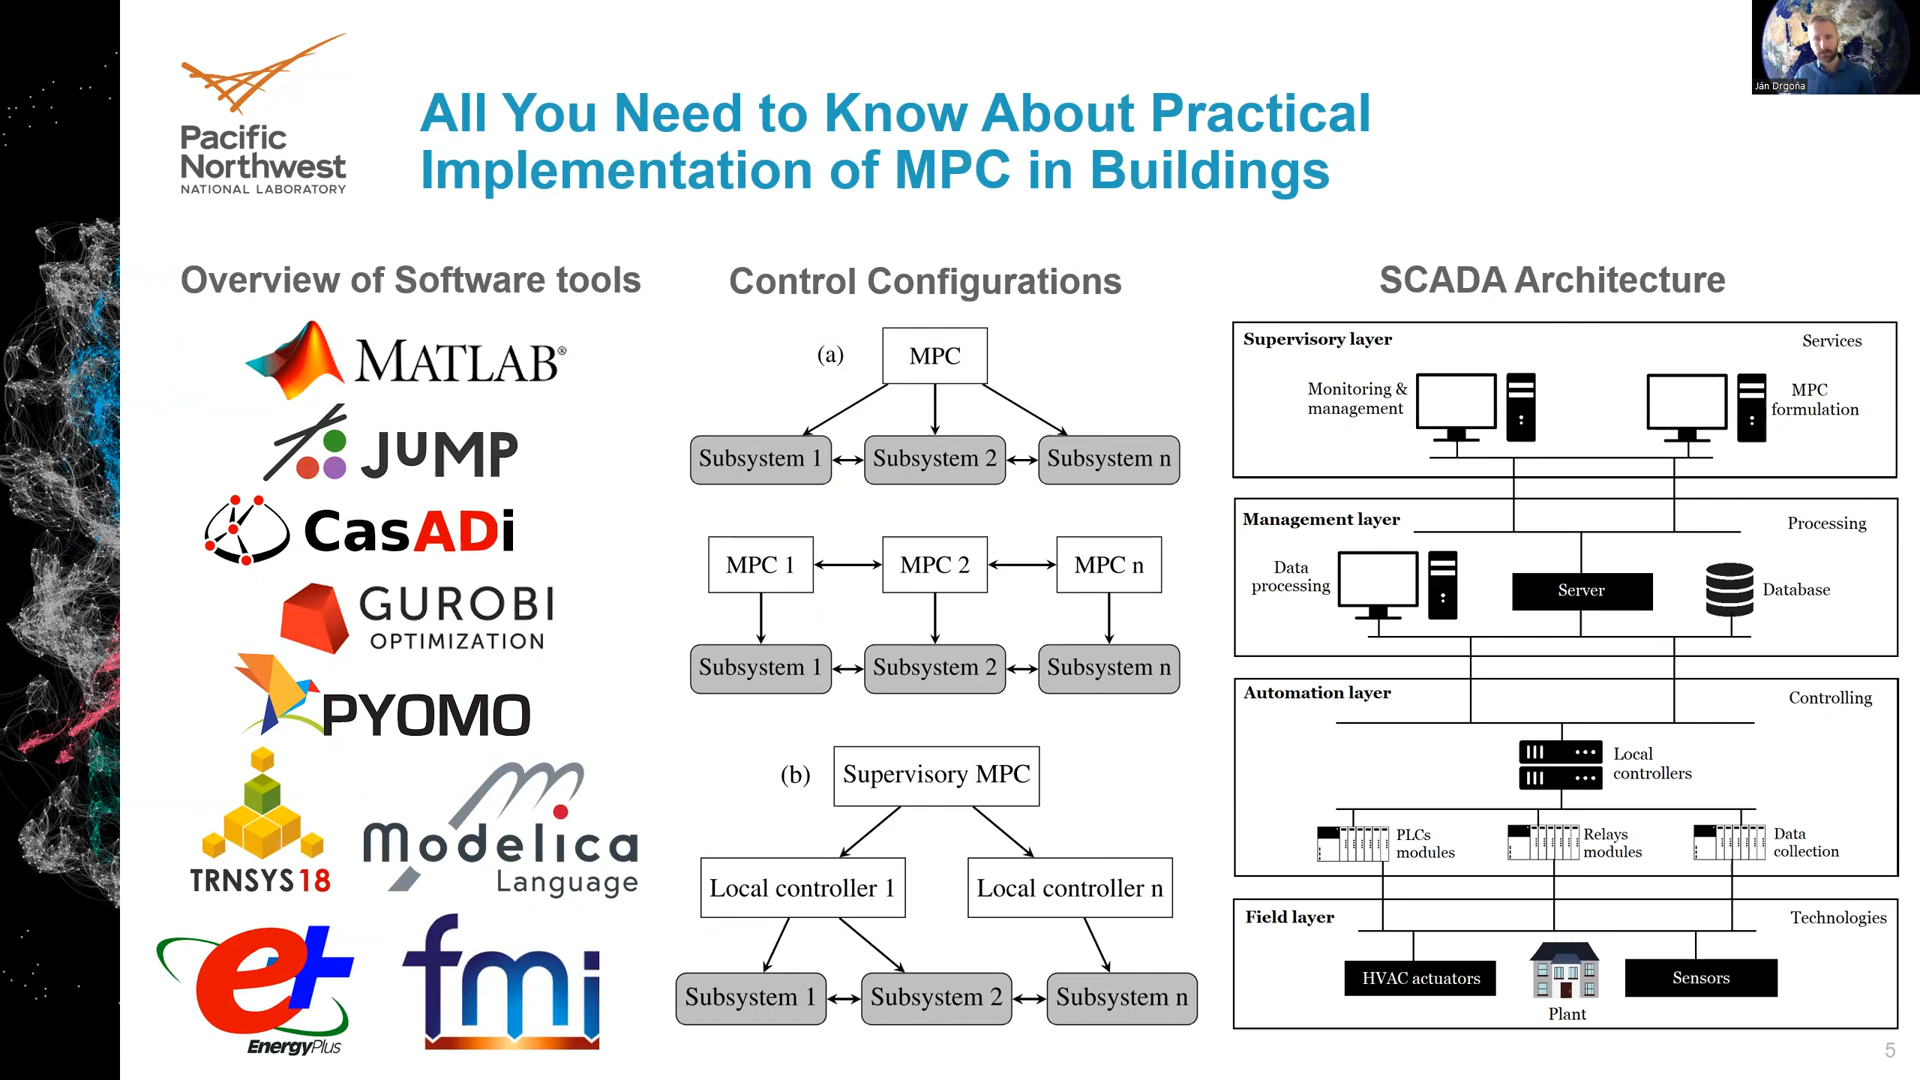 Ján Drgoňa
Pacific
Northwest
NATIONAL LABORATORY
All You Need to Know About Practical
Implementation of MPC in Buildings
Overview of Software tools
MATLAB®
JuMP
CasADi
GUROBI
OPTIMIZATION
PYOMO
TRNSYS18
Modelica
Language
e+
EnergyPlus
fmi
Control Configurations
(a)
MPC
Subsystem 1
Subsystem 2
Subsystem n
MPC 1
MPC 2
MPC n
Subsystem 1
Subsystem 2
Subsystem n
(b)
Supervisory MPC
Local controller 1
Local controller n
Subsystem 1
Subsystem 2
Subsystem n
SCADA Architecture
Supervisory layer
Services
Monitoring &
management
MPC
formulation
Management layer
Processing
Data
processing
Server
Database
Automation layer
Controlling
Local
controllers
PLCs
modules
Relays
modules
Data
collection
Field layer
Technologies
HVAC actuators
Plant
Sensors
5